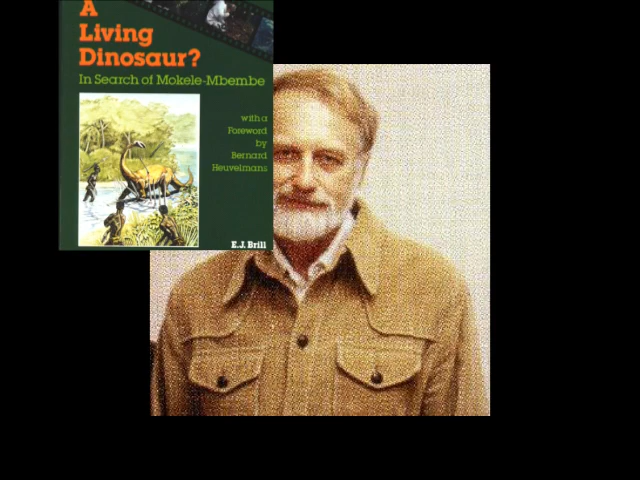 A
Living
Dinosaur?
In Search of Mokele-Mbembe
with a
Foreword
by
Bernard
Heuvelmans
E.J. Brill